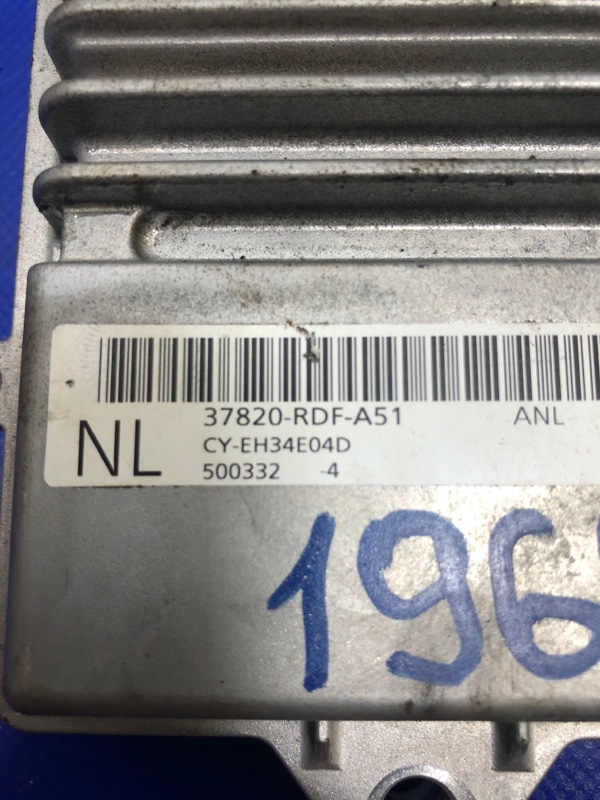 37820-RDF-A51 ANL
NL CY-EH34E04D
500332 -4
196